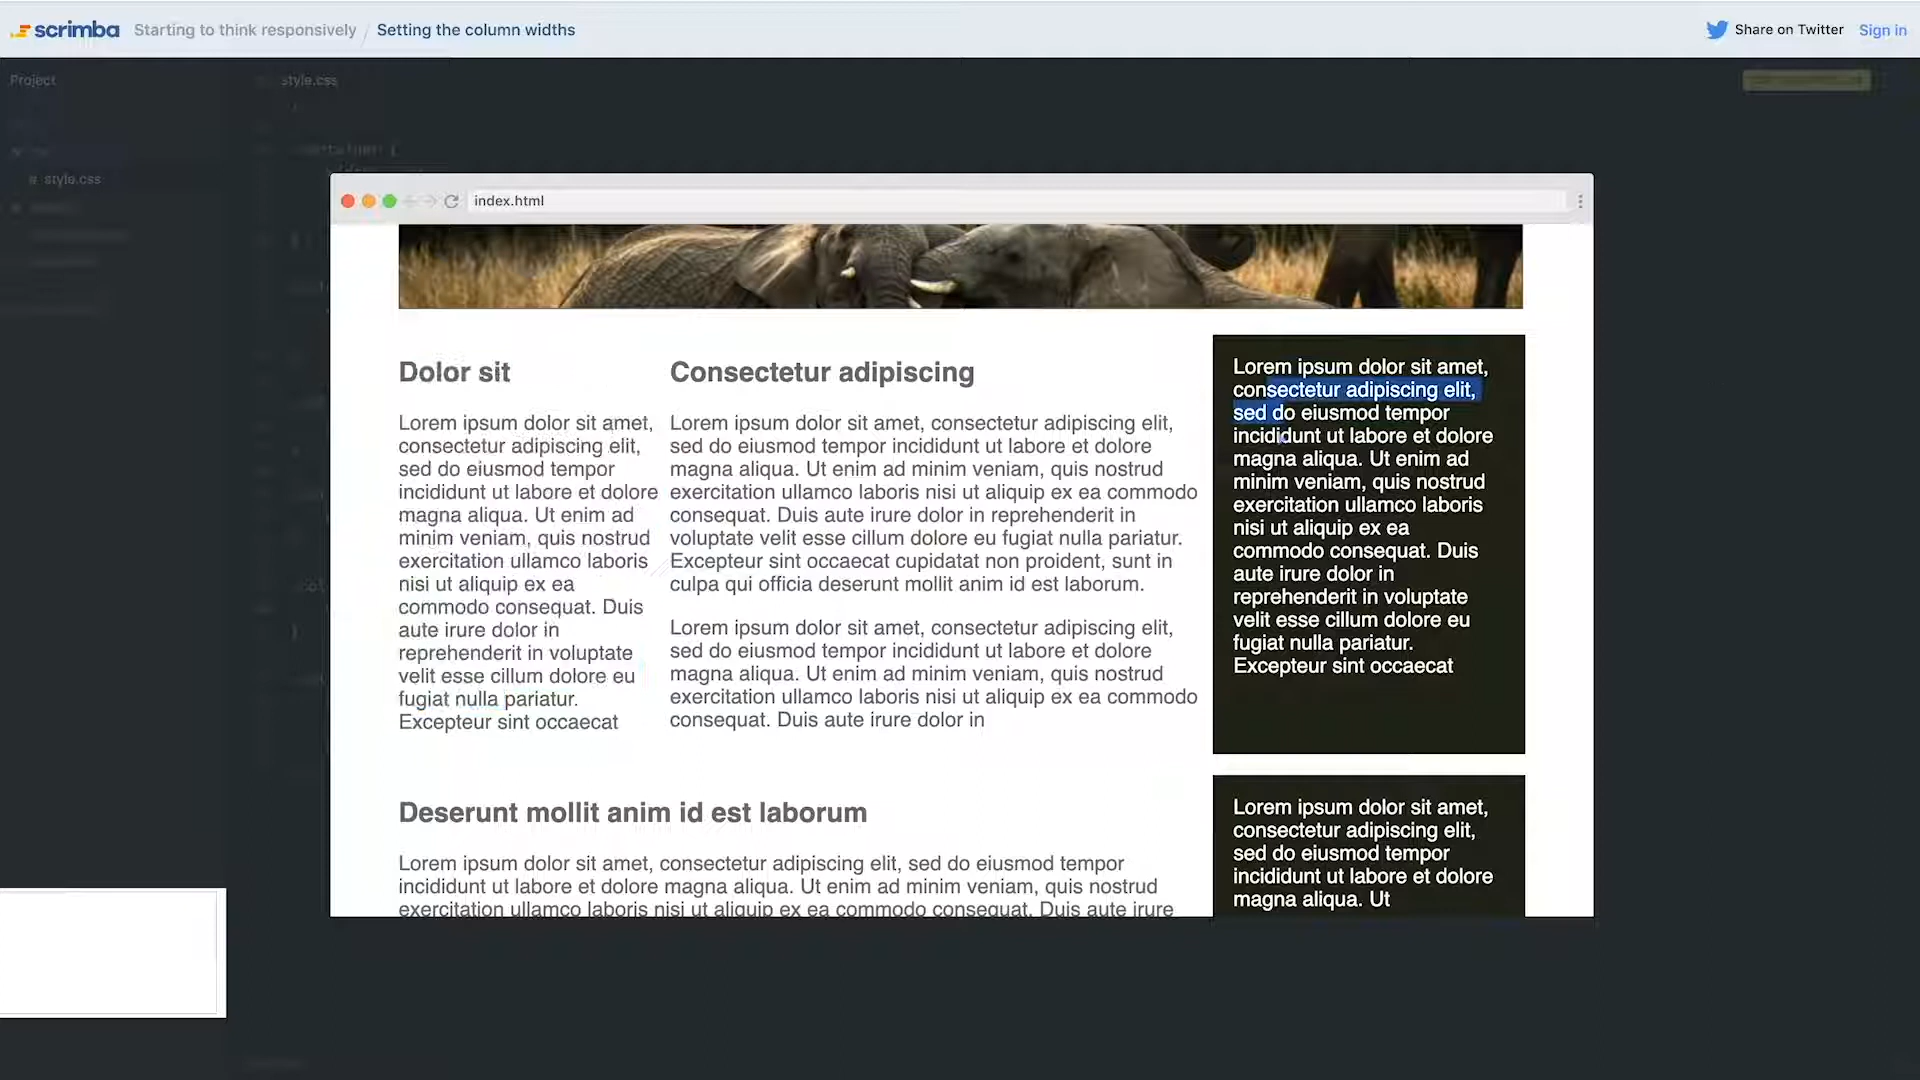 scrimba Starting to think responsively / Setting the column widths
Share on Twitter Sign in
Project
style.css
style.css
index.html
Dolor sit
Lorem ipsum dolor sit amet,
consectetur adipiscing elit,
sed do eiusmod tempor
incididunt ut labore et dolore
magna aliqua. Ut enim ad
minim veniam, quis nostrud
exercitation ullamco laboris
nisi ut aliquip ex ea
commodo consequat. Duis
aute irure dolor in
reprehenderit in voluptate
velit esse cillum dolore eu
fugiat nulla pariatur.
Excepteur sint occaecat
Consectetur adipiscing
Lorem ipsum dolor sit amet, consectetur adipiscing elit,
sed do eiusmod tempor incididunt ut labore et dolore
magna aliqua. Ut enim ad minim veniam, quis nostrud
exercitation ullamco laboris nisi ut aliquip ex ea commodo
consequat. Duis aute irure dolor in reprehenderit in
voluptate velit esse cillum dolore eu fugiat nulla pariatur.
Excepteur sint occaecat cupidatat non proident, sunt in
culpa qui officia deserunt mollit anim id est laborum.
Lorem ipsum dolor sit amet, consectetur adipiscing elit,
sed do eiusmod tempor incididunt ut labore et dolore
magna aliqua. Ut enim ad minim veniam, quis nostrud
exercitation ullamco laboris nisi ut aliquip ex ea commodo
consequat. Duis aute irure dolor in
Lorem ipsum dolor sit amet,
consectetur adipiscing elit,
sed do eiusmod tempor
incididunt ut labore et dolore
magna aliqua. Ut enim ad
minim veniam, quis nostrud
exercitation ullamco laboris
nisi ut aliquip ex ea
commodo consequat. Duis
aute irure dolor in
reprehenderit in voluptate
velit esse cillum dolore eu
fugiat nulla pariatur.
Excepteur sint occaecat
Deserunt mollit anim id est laborum
Lorem ipsum dolor sit amet, consectetur adipiscing elit, sed do eiusmod tempor
incididunt ut labore et dolore magna aliqua. Ut enim ad minim veniam, quis nostrud
exercitation ullamco laboris nisi ut aliquip ex ea commodo consequat. Duis aute irure
Lorem ipsum dolor sit amet,
consectetur adipiscing elit,
sed do eiusmod tempor
incididunt ut labore et dolore
magna aliqua. Ut